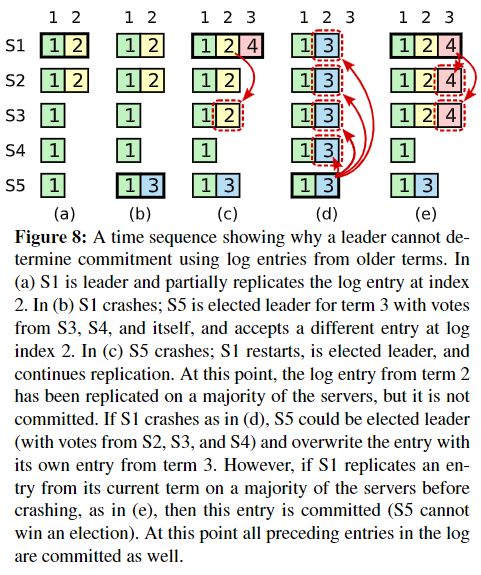 1 2 1 2 1 2 3 1 2 3 1 2 3
S1 1 2 1 2 1 2 4 1 3 1 2 4
S2 1 2 1 2 1 2 1 3 1 2 4
S3 1 1 1 2 1 3 1 2 4
S4 1 1 1 1 3 1
S5 1 1 3 1 3 1 3 1 3
(a) (b) (c) (d) (e)
Figure 8: A time sequence showing why a leader cannot de-
termine commitment using log entries from older terms. In
(a) S1 is leader and partially replicates the log entry at index
2. In (b) S1 crashes; S5 is elected leader for term 3 with votes
from S3, S4, and itself, and accepts a different entry at log
index 2. In (c) S5 crashes; S1 restarts, is elected leader, and
continues replication. At this point, the log entry from term 2
has been replicated on a majority of the servers, but it is not
committed. If S1 crashes as in (d), S5 could be elected leader
(with votes from S2, S3, and S4) and overwrite the entry with
its own entry from term 3. However, if S1 replicates an en-
try from its current term on a majority of the servers before
crashing, as in (e), then this entry is committed (S5 cannot
win an election). At this point all preceding entries in the log
are committed as well.